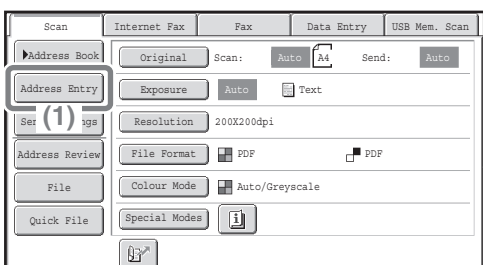 Scan Internet Fax Fax Data Entry USB Mem. Scan
Address Book Original Scan: Auto A4 Send: Auto
Address Entry Exposure Auto Text
(1) Resolution 200X200dpi
Address Review File Format PDF PDF
File Colour Mode Auto/Greyscale
Quick File Special Modes